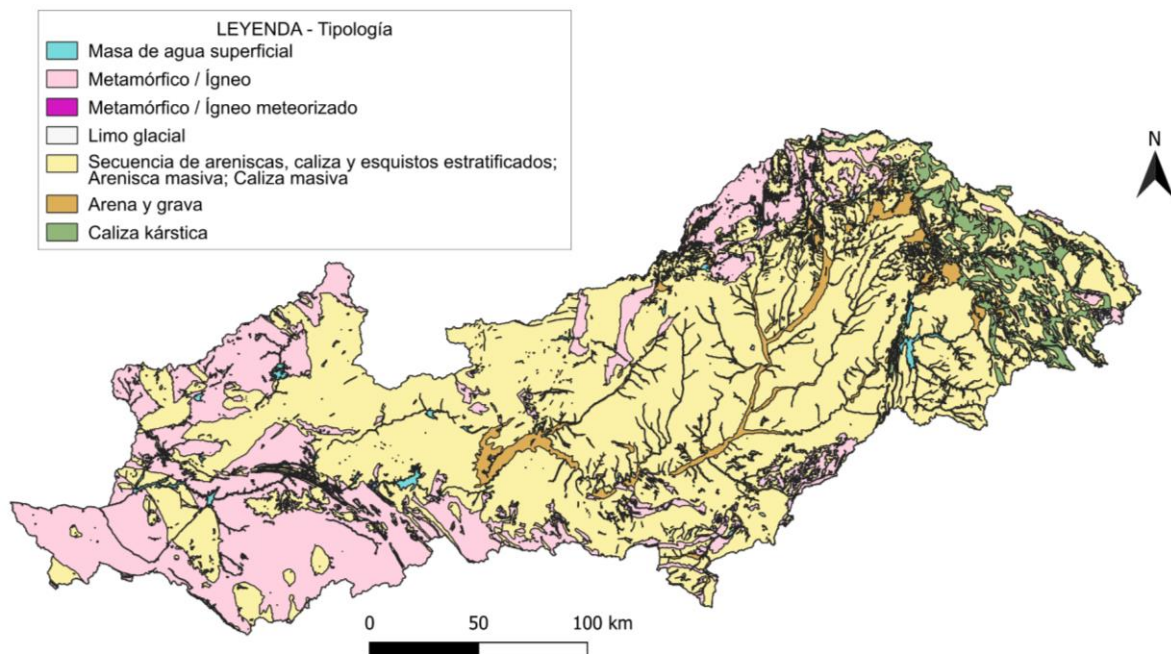 LEYENDA - Tipología
Masa de agua superficial
Metamórfico / Ígneo
Metamórfico / Ígneo meteorizado
Limo glacial
Secuencia de areniscas, caliza y esquistos estratificados;
Arenisca masiva; Caliza masiva
Arena y grava
Caliza kárstica
N
0 50 100 km